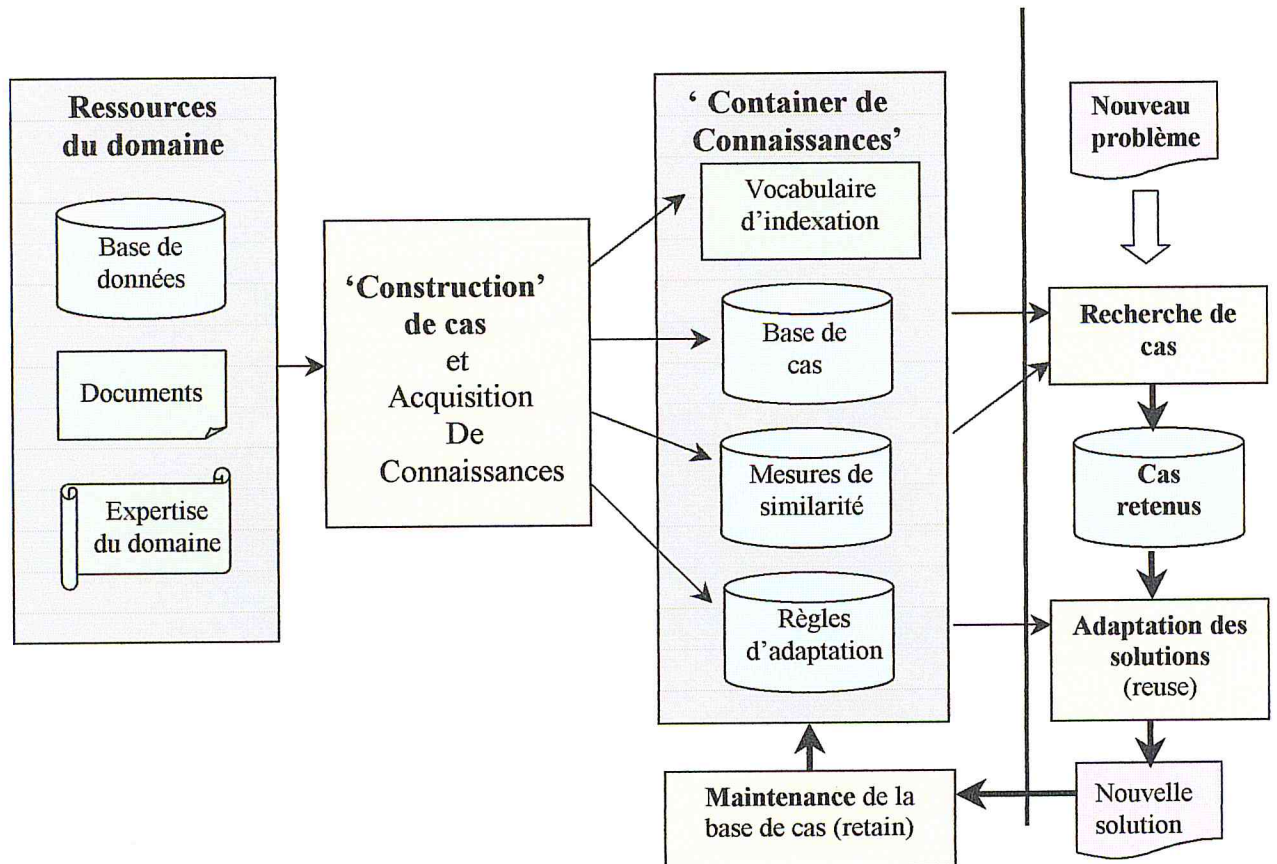 Ressources
du domaine
Base de
données
Documents
Expertise
du domaine
‘Construction’
de cas
et
Acquisition
De
Connaissances
‘ Container de
Connaissances’
Vocabulaire
d’indexation
Base de
cas
Mesures de
similarité
Règles
d’adaptation
Maintenance de la
base de cas (retain)
Nouveau
problème
Recherche de
cas
Cas
retenus
Adaptation des
solutions
(reuse)
Nouvelle
solution